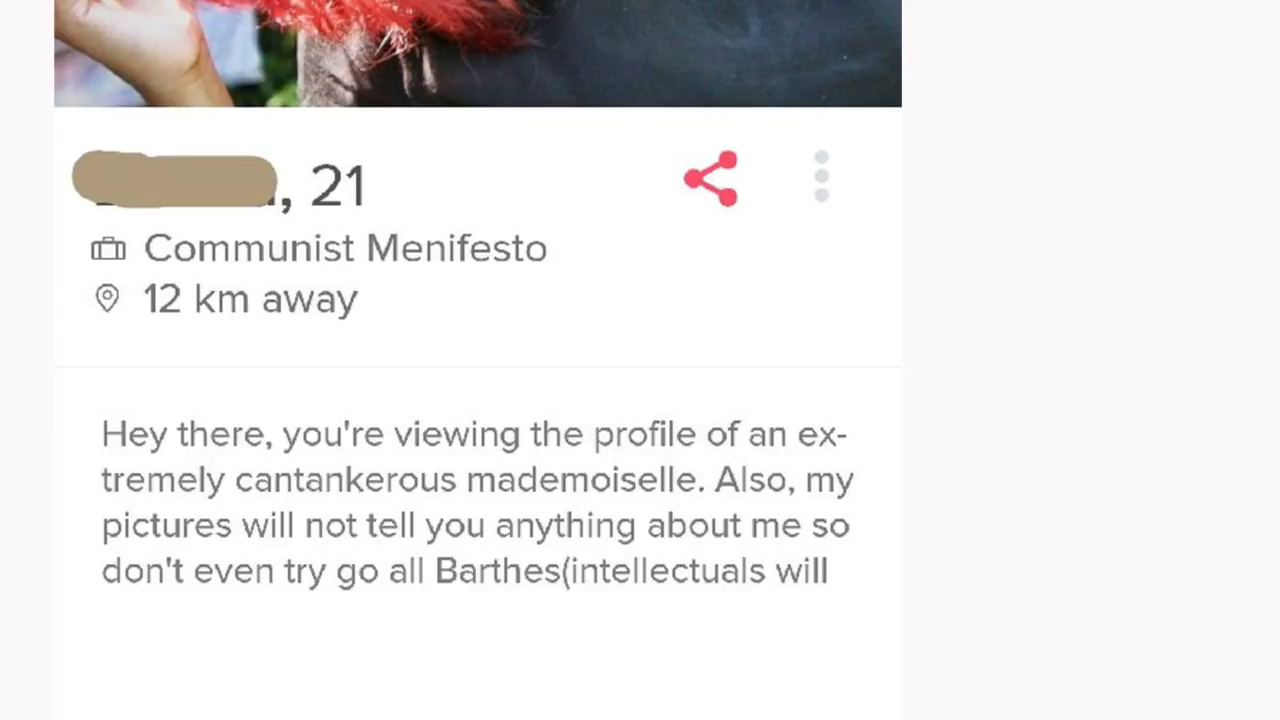 , 21
Communist Menifesto
12 km away
Hey there, you're viewing the profile of an ex-
tremely cantankerous mademoiselle. Also, my
pictures will not tell you anything about me so
don't even try go all Barthes(intellectuals will